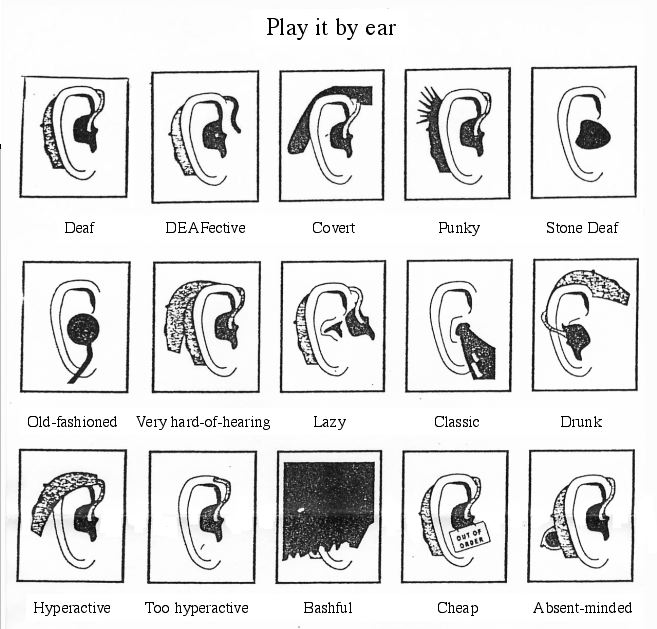 Play it by ear
Deaf DEAFective Covert Punky Stone Deaf
Old-fashioned Very hard-of-hearing Lazy Classic Drunk
OUT OF
ORDER
Hyperactive Too hyperactive Bashful Cheap Absent-minded